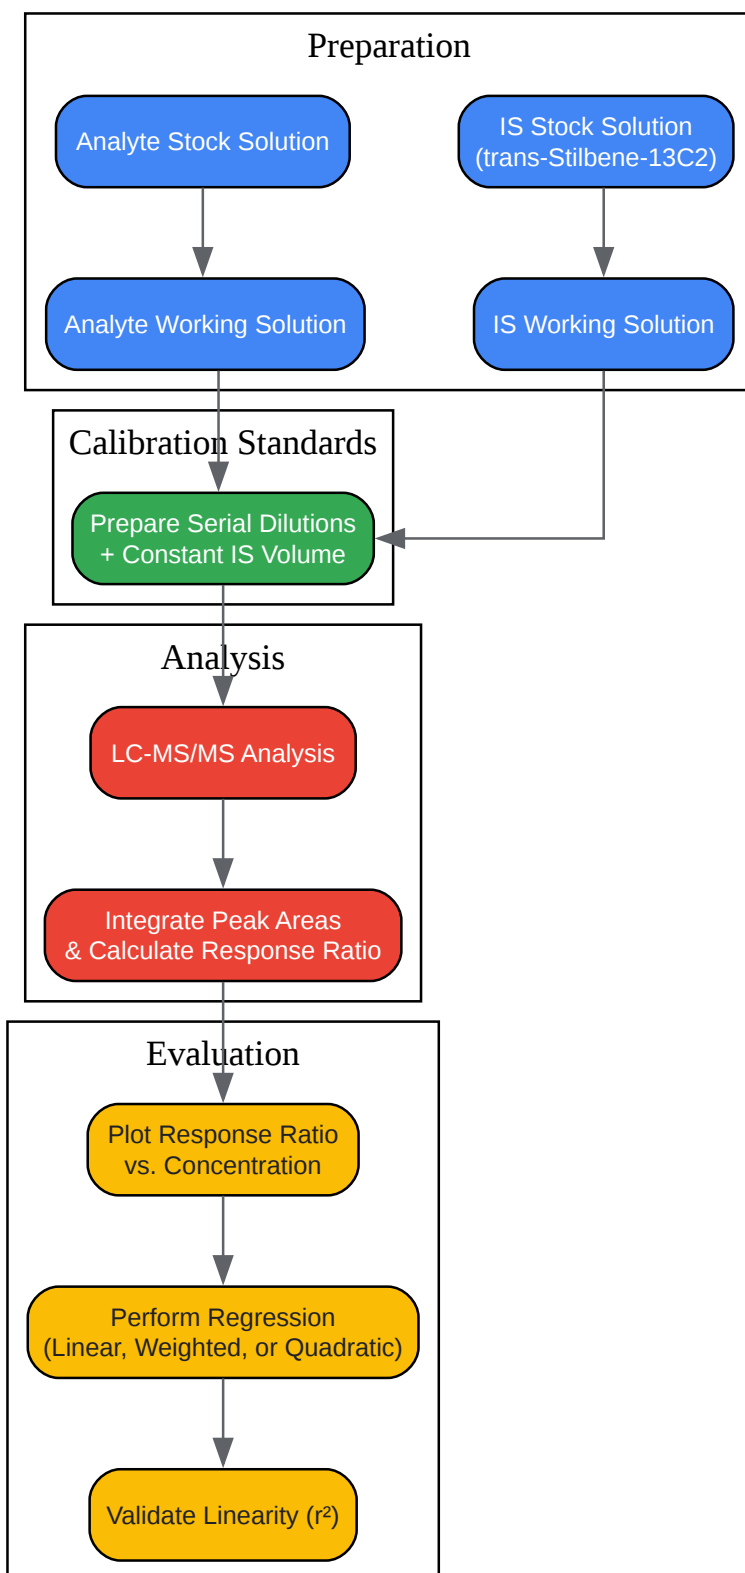 Preparation
Analyte Stock Solution
IS Stock Solution
(trans-Stilbene-13C2)
Analyte Working Solution
IS Working Solution
Calibration Standards
Prepare Serial Dilutions
+ Constant IS Volume
Analysis
LC-MS/MS Analysis
Integrate Peak Areas
& Calculate Response Ratio
Evaluation
Plot Response Ratio
vs. Concentration
Perform Regression
(Linear, Weighted, or Quadratic)
Validate Linearity (r²)